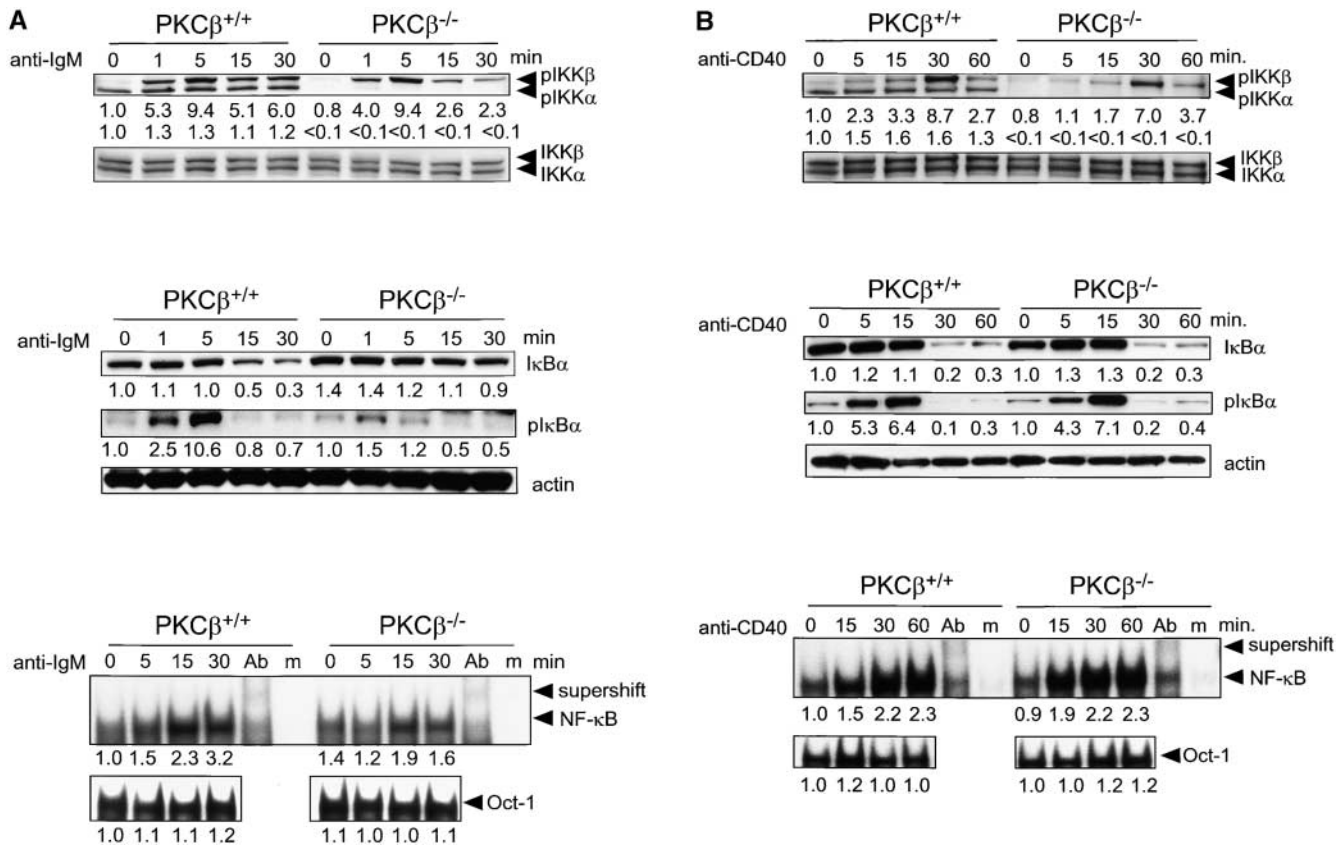 A
PKCβ+/+ PKCβ-/-
anti-IgM 0 1 5 15 30 0 1 5 15 30 min
pIKKβ
pIKKα
1.0 5.3 9.4 5.1 6.0 0.8 4.0 9.4 2.6 2.3
1.0 1.3 1.3 1.1 1.2 <0.1 <0.1 <0.1 <0.1 <0.1
IKKβ
IKKα
PKCβ+/+ PKCβ-/-
anti-IgM 0 1 5 15 30 0 1 5 15 30 min
IκBα
1.0 1.1 1.0 0.5 0.3 1.4 1.4 1.2 1.1 0.9
pIκBα
1.0 2.5 10.6 0.8 0.7 1.0 1.5 1.2 0.5 0.5
actin
PKCβ+/+ PKCβ-/-
anti-IgM 0 5 15 30 Ab m 0 5 15 30 Ab m min
supershift
NF-κB
1.0 1.5 2.3 3.2 1.4 1.2 1.9 1.6
Oct-1
1.0 1.1 1.1 1.2 1.1 1.0 1.0 1.1
B
PKCβ+/+ PKCβ-/-
anti-CD40 0 5 15 30 60 0 5 15 30 60 min.
pIKKβ
pIKKα
1.0 2.3 3.3 8.7 2.7 0.8 1.1 1.7 7.0 3.7
1.0 1.5 1.6 1.6 1.3 <0.1 <0.1 <0.1 <0.1 <0.1
IKKβ
IKKα
PKCβ+/+ PKCβ-/-
anti-CD40 0 5 15 30 60 0 5 15 30 60 min.
IκBα
1.0 1.2 1.1 0.2 0.3 1.0 1.3 1.3 0.2 0.3
pIκBα
1.0 5.3 6.4 0.1 0.3 1.0 4.3 7.1 0.2 0.4
actin
PKCβ+/+ PKCβ-/-
anti-CD40 0 15 30 60 Ab m 0 15 30 60 Ab m min.
supershift
NF-κB
1.0 1.5 2.2 2.3 0.9 1.9 2.2 2.3
Oct-1
1.0 1.2 1.0 1.0 1.0 1.0 1.2 1.2